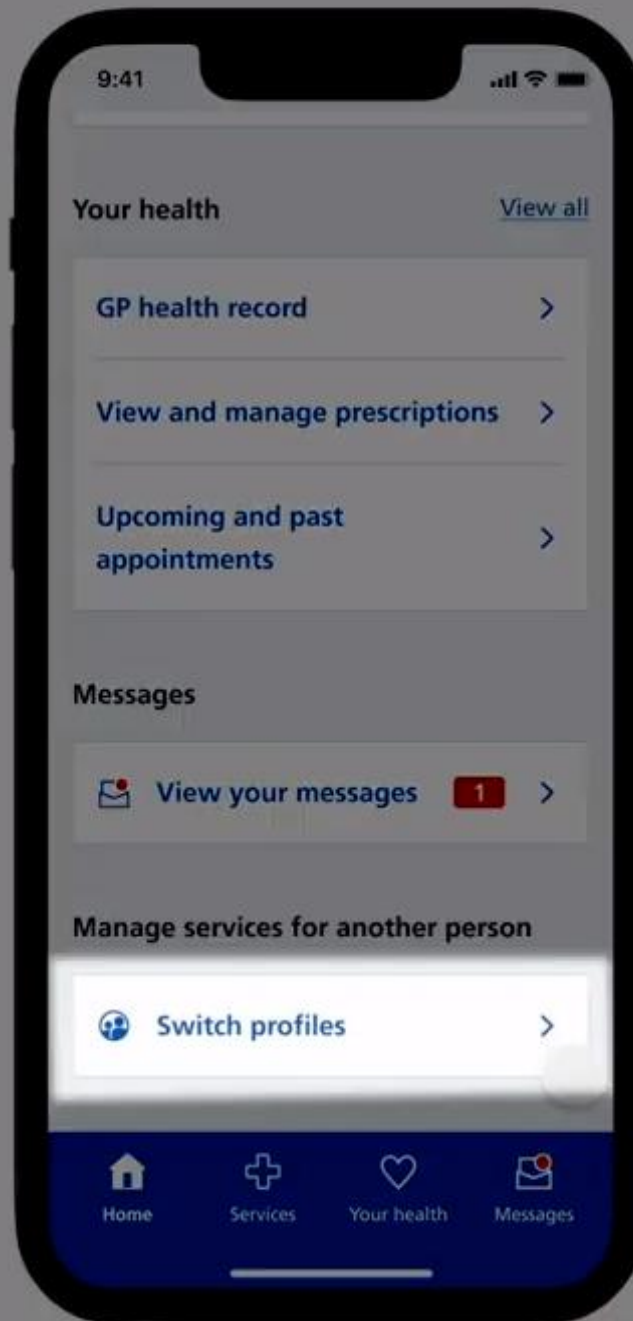 9:41
Your health
View all
GP health record
View and manage prescriptions
Upcoming and past
appointments
Messages
View your messages
1
Manage services for another person
Switch profiles
Home
Services
Your health
Messages